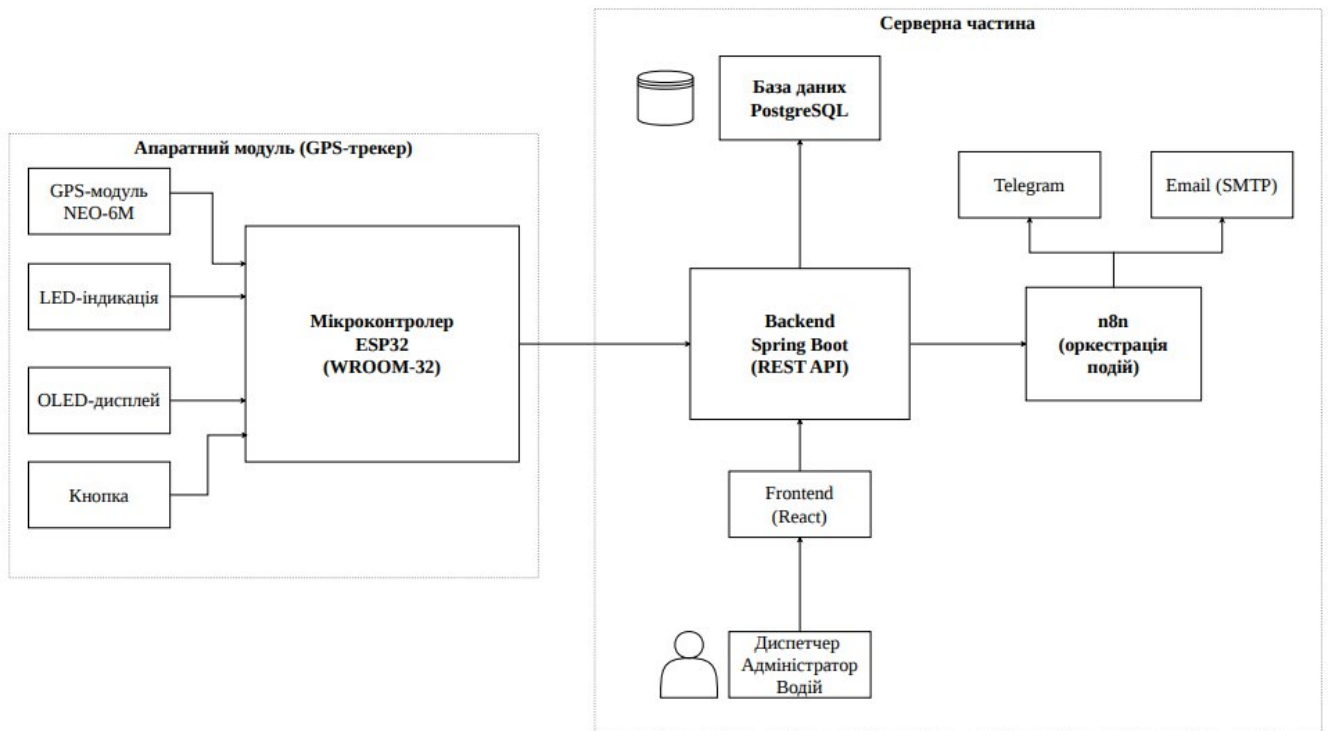 Серверна частина
База даних
PostgreSQL
Апаратний модуль (GPS-трекер)
GPS-модуль
NEO-6M
LED-індикація
OLED-дисплей
Кнопка
Мікроконтролер
ESP32
(WROOM-32)
Backend
Spring Boot
(REST API)
Telegram
Email (SMTP)
n8n
(оркестрація
подій)
Frontend
(React)
Диспетчер
Адміністратор
Водій